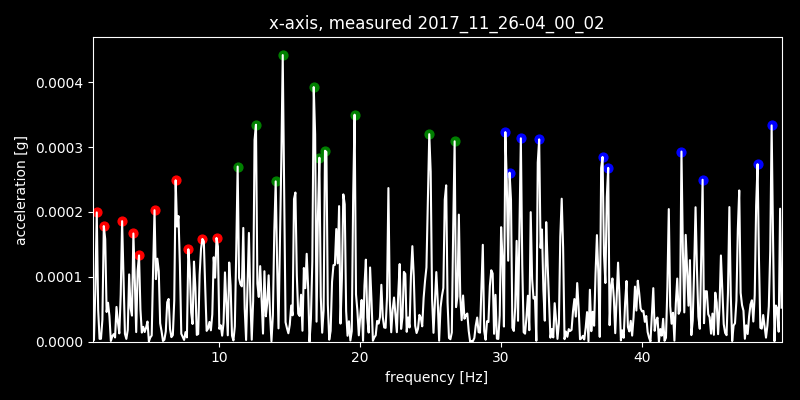 x-axis, measured 2017_11_26-04_00_02
acceleration [g]
0.0004
0.0003
0.0002
0.0001
0.0000
10 20 30 40
frequency [Hz]